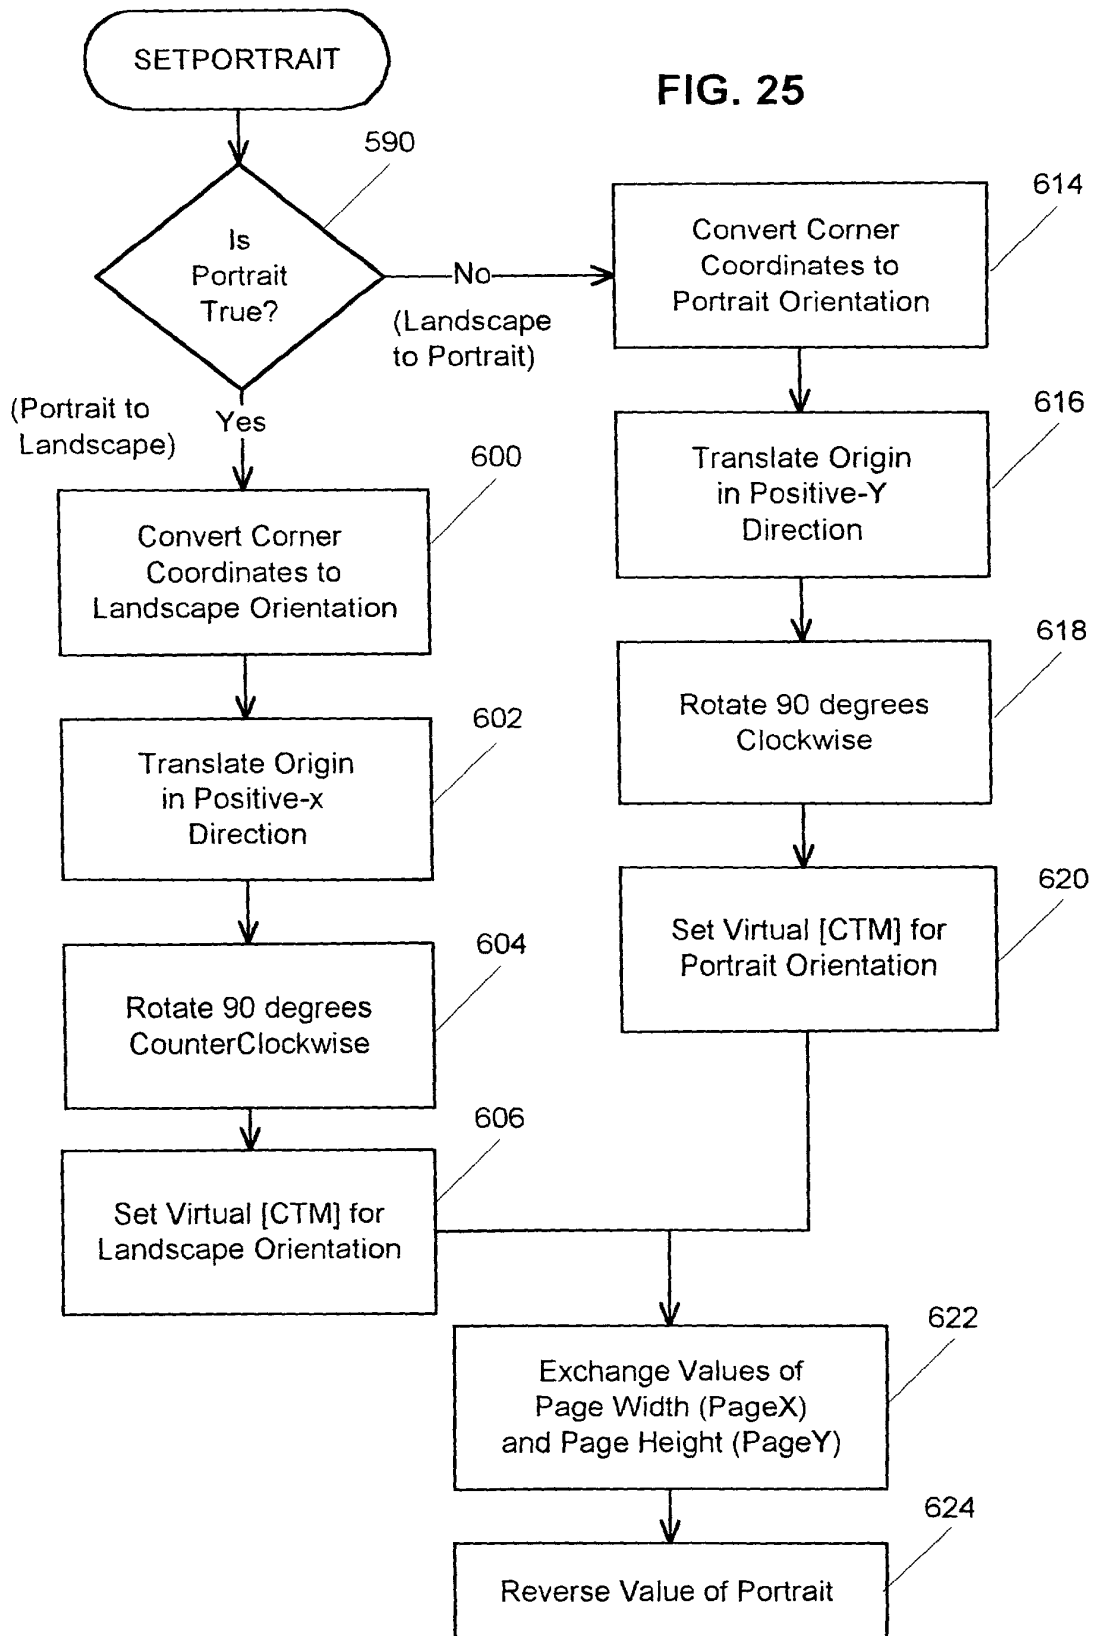 SETPORTRAIT
FIG. 25
590
Is
Portrait
True?
No
(Landscape
to Portrait)
(Portrait to
Landscape)
Yes
600
Convert Corner
Coordinates to
Landscape Orientation
602
Translate Origin
in Positive-x
Direction
604
Rotate 90 degrees
CounterClockwise
606
Set Virtual [CTM] for
Landscape Orientation
614
Convert Corner
Coordinates to
Portrait Orientation
616
Translate Origin
in Positive-Y
Direction
618
Rotate 90 degrees
Clockwise
620
Set Virtual [CTM] for
Portrait Orientation
622
Exchange Values of
Page Width (PageX)
and Page Height (PageY)
624
Reverse Value of Portrait